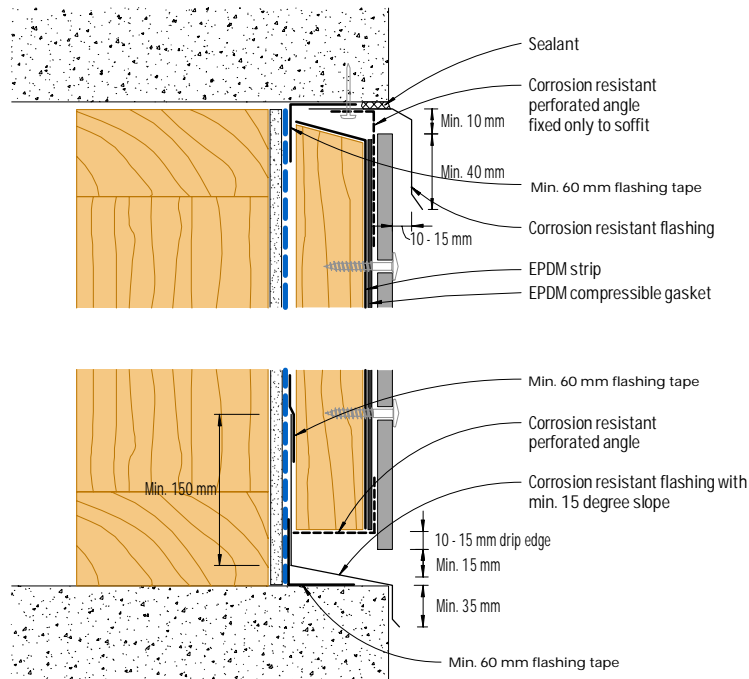 Sealant
Corrosion resistant
perforated angle
fixed only to soffit
Min. 10 mm
Min. 40 mm
Min. 60 mm flashing tape
Corrosion resistant flashing
10 - 15 mm
EPDM strip
EPDM compressible gasket
Min. 60 mm flashing tape
Corrosion resistant
perforated angle
Min. 150 mm
Corrosion resistant flashing with
min. 15 degree slope
10 - 15 mm drip edge
Min. 15 mm
Min. 35 mm
Min. 60 mm flashing tape